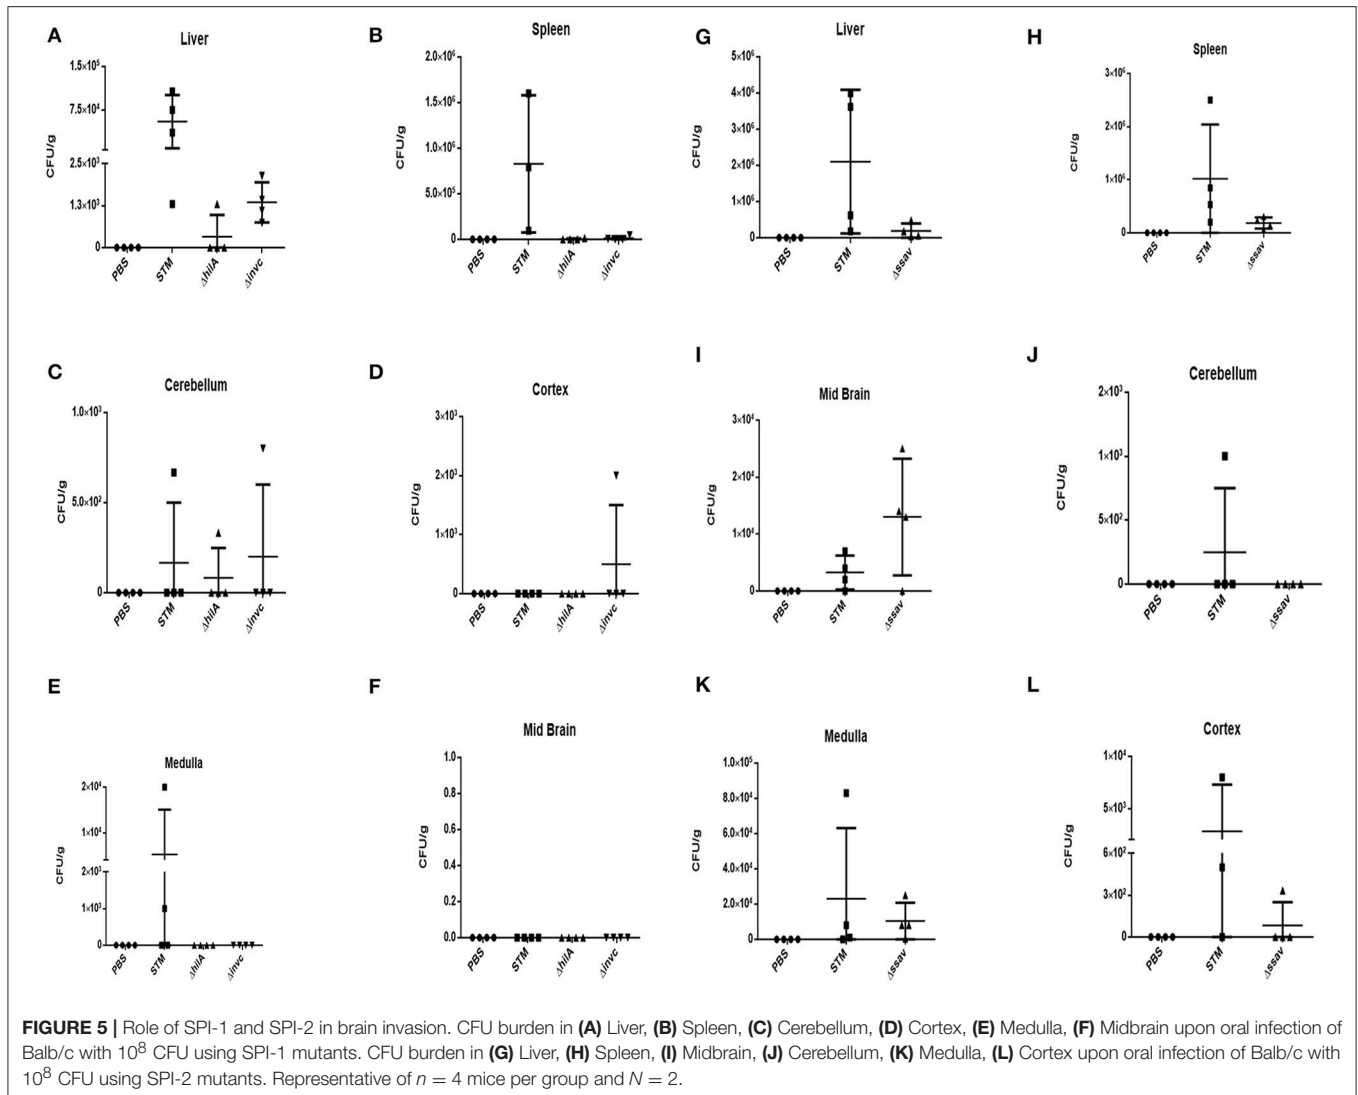 A
Liver
CFU/g
1.5×10⁵
7.5×10⁴
2.5×10³
1.3×10³
0
PBS
STM
ΔhilA
Δinvc
B
Spleen
CFU/g
2.0×10⁶
1.5×10⁶
1.0×10⁶
5.0×10⁵
0
PBS
STM
ΔhilA
Δinvc
G
Liver
CFU/g
5×10⁶
4×10⁶
3×10⁶
2×10⁶
1×10⁶
0
PBS
STM
Δssav
H
Spleen
CFU/g
3×10⁶
2×10⁶
1×10⁶
0
PBS
STM
Δssav
C
Cerebellum
CFU/g
1.0×10³
5.0×10²
0
PBS
STM
ΔhilA
Δinvc
D
Cortex
CFU/g
3×10³
2×10³
1×10³
0
PBS
STM
ΔhilA
Δinvc
I
Mid Brain
CFU/g
3×10⁴
2×10⁴
1×10⁴
0
PBS
STM
Δssav
J
Cerebellum
CFU/g
2×10³
1×10³
5×10²
0
PBS
STM
Δssav
E
Medulla
CFU/g
2×10⁴
1×10⁴
2×10³
1×10³
0
PBS
STM
ΔhilA
Δinvc
F
Mid Brain
CFU/g
1.0
0.8
0.6
0.4
0.2
0.0
PBS
STM
ΔhilA
Δinvc
K
Medulla
CFU/g
1.0×10⁵
8.0×10⁴
6.0×10⁴
4.0×10⁴
2.0×10⁴
0
PBS
STM
Δssav
L
Cortex
CFU/g
1×10⁴
5×10³
6×10²
3×10²
0
PBS
STM
Δssav
FIGURE 5 | Role of SPI-1 and SPI-2 in brain invasion. CFU burden in (A) Liver, (B) Spleen, (C) Cerebellum, (D) Cortex, (E) Medulla, (F) Midbrain upon oral infection of
Balb/c with 10⁸ CFU using SPI-1 mutants. CFU burden in (G) Liver, (H) Spleen, (I) Midbrain, (J) Cerebellum, (K) Medulla, (L) Cortex upon oral infection of Balb/c with
10⁸ CFU using SPI-2 mutants. Representative of n = 4 mice per group and N = 2.